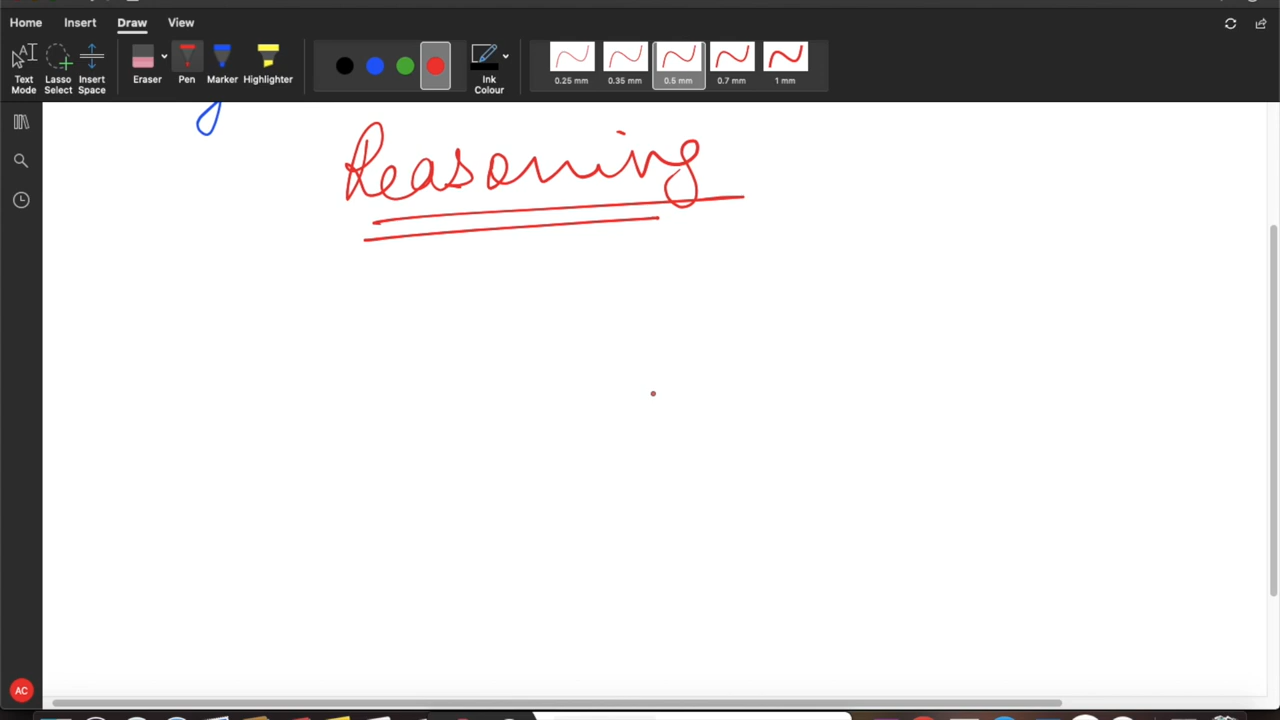 Home Insert Draw View
Text Mode
Lasso Select
Insert Space
Eraser
Pen
Marker
Highlighter
Ink Colour
0.25 mm
0.35 mm
0.5 mm
0.7 mm
1 mm
Reasoning
AC